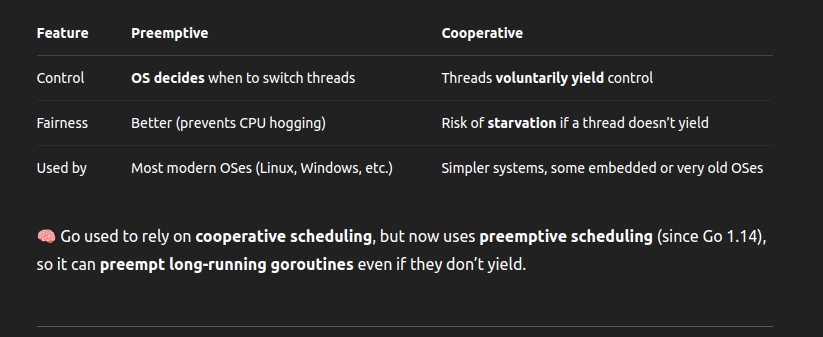 Feature Preemptive Cooperative
Control OS decides when to switch threads Threads voluntarily yield control
Fairness Better (prevents CPU hogging) Risk of starvation if a thread doesn’t yield
Used by Most modern OSes (Linux, Windows, etc.) Simpler systems, some embedded or very old OSes
🧠 Go used to rely on cooperative scheduling, but now uses preemptive scheduling (since Go 1.14),
so it can preempt long-running goroutines even if they don’t yield.